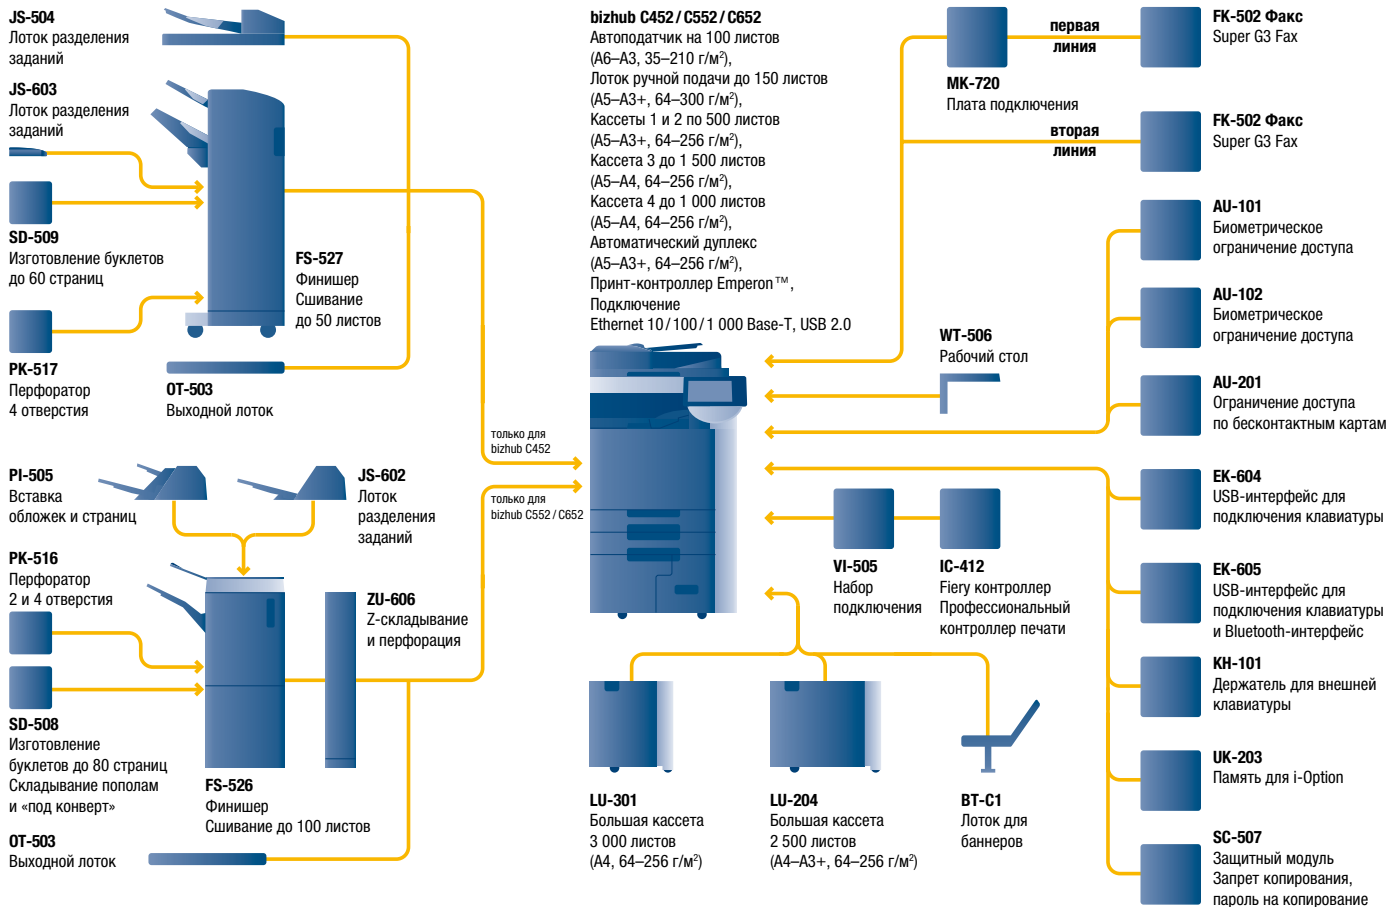 JS-504
Лоток разделения
заданий
JS-603
Лоток разделения
заданий
SD-509
Изготовление буклетов
до 60 страниц
PK-517
Перфоратор
4 отверстия
FS-527
Финишер
Сшивание
до 50 листов
OT-503
Выходной лоток
PI-505
Вставка
обложек и страниц
JS-602
Лоток
разделения
заданий
PK-516
Перфоратор
2 и 4 отверстия
ZU-606
Z-складывание
и перфорация
SD-508
Изготовление
буклетов до 80 страниц
Складывание пополам
и «под конверт»
FS-526
Финишер
Сшивание до 100 листов
OT-503
Выходной лоток
только для
bizhub C452
только для
bizhub C552 / C652
bizhub C452 / C552 / C652
Автоподатчик на 100 листов
(A6–A3, 35–210 г/м²),
Лоток ручной подачи до 150 листов
(A5–A3+, 64–300 г/м²),
Кассеты 1 и 2 по 500 листов
(A5–A3+, 64–256 г/м²),
Кассета 3 до 1 500 листов
(A5–A4, 64–256 г/м²),
Кассета 4 до 1 000 листов
(A5–A4, 64–256 г/м²),
Автоматический дуплекс
(A5–A3+, 64–256 г/м²),
Принт-контроллер Emperon™,
Подключение
Ethernet 10 / 100 / 1 000 Base-T, USB 2.0
MK-720
Плата подключения
первая
линия
вторая
линия
WT-506
Рабочий стол
VI-505
Набор
подключения
IC-412
Fiery контроллер
Профессиональный
контроллер печати
LU-301
Большая кассета
3 000 листов
(A4, 64–256 г/м²)
LU-204
Большая кассета
2 500 листов
(A4–A3+, 64–256 г/м²)
BT-C1
Лоток для
баннеров
FK-502 Факс
Super G3 Fax
FK-502 Факс
Super G3 Fax
AU-101
Биометрическое
ограничение доступа
AU-102
Биометрическое
ограничение доступа
AU-201
Ограничение доступа
по бесконтактным картам
EK-604
USB-интерфейс для
подключения клавиатуры
EK-605
USB-интерфейс для
подключения клавиатуры
и Bluetooth-интерфейс
KH-101
Держатель для внешней
клавиатуры
UK-203
Память для i-Option
SC-507
Защитный модуль
Запрет копирования,
пароль на копирование